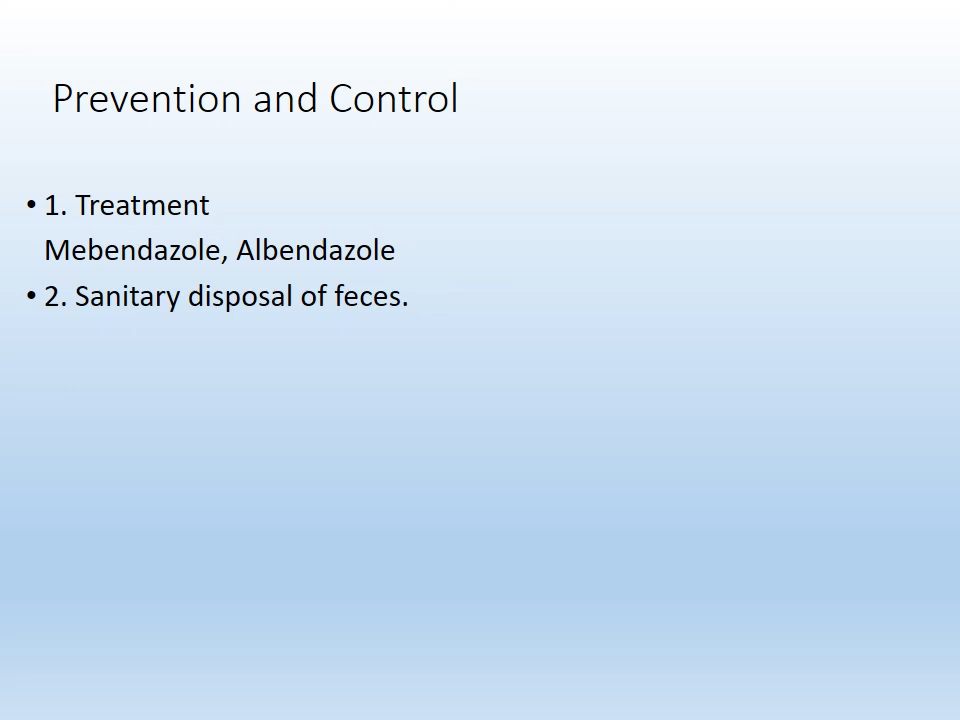 Prevention and Control
• 1. Treatment
Mebendazole, Albendazole
• 2. Sanitary disposal of feces.